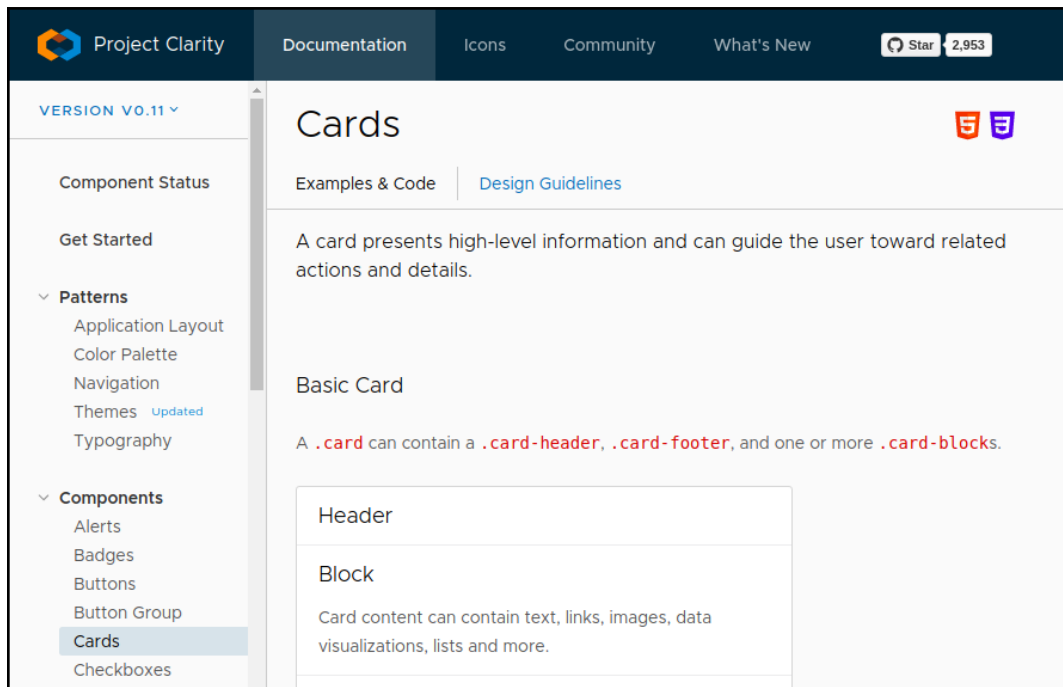 Project Clarity
Documentation
Icons
Community
What's New
Star
2,953
VERSION V0.11
Component Status
Get Started
Patterns
Application Layout
Color Palette
Navigation
Themes Updated
Typography
Components
Alerts
Badges
Buttons
Button Group
Cards
Checkboxes
Cards
Examples & Code
Design Guidelines
A card presents high-level information and can guide the user toward related
actions and details.
Basic Card
A .card can contain a .card-header, .card-footer, and one or more .card-blocks.
Header
Block
Card content can contain text, links, images, data
visualizations, lists and more.